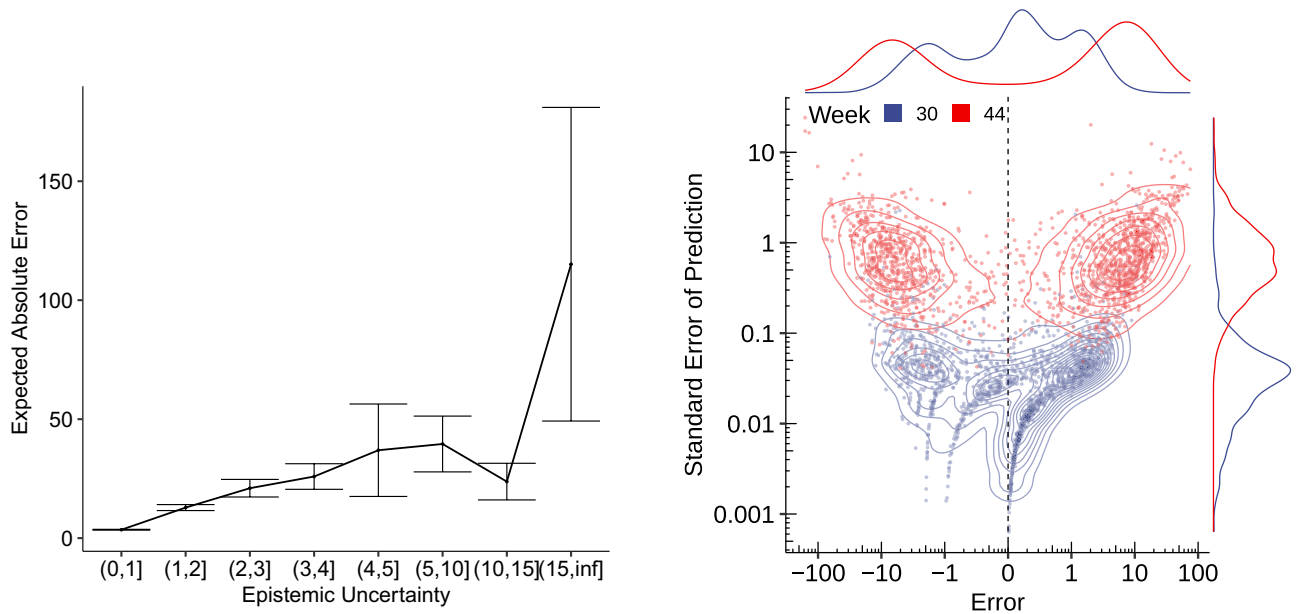 150
100
50
0
Expected Absolute Error
(0,1] (1,2] (2,3] (3,4] (4,5] (5,10] (10,15] (15,inf]
Epistemic Uncertainty
Week 30 44
10
1
0.1
0.01
0.001
Standard Error of Prediction
−100 −10 −1 0 1 10 100
Error